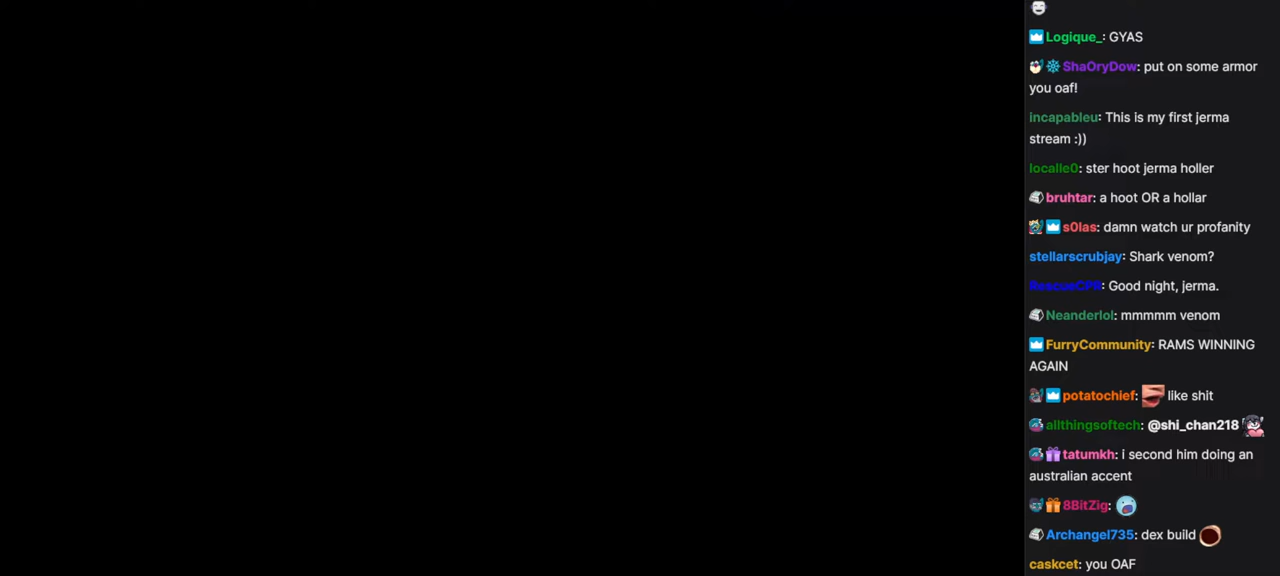 Logique_: GYAS
ShaOryDow: put on some armor
you oaf!
incapableu: This is my first jerma
stream :))
localle0: ster hoot jerma holler
bruhtar: a hoot OR a hollar
s0las: damn watch ur profanity
stellarscrubjay: Shark venom?
RescueCPR: Good night, jerma.
Neanderlol: mmmmm venom
FurryCommunity: RAMS WINNING
AGAIN
potatochief: like shit
allthingsoftech: @shi_chan218
tatumkh: i second him doing an
australian accent
8BitZig:
Archangel735: dex build
caskcet: you OAF